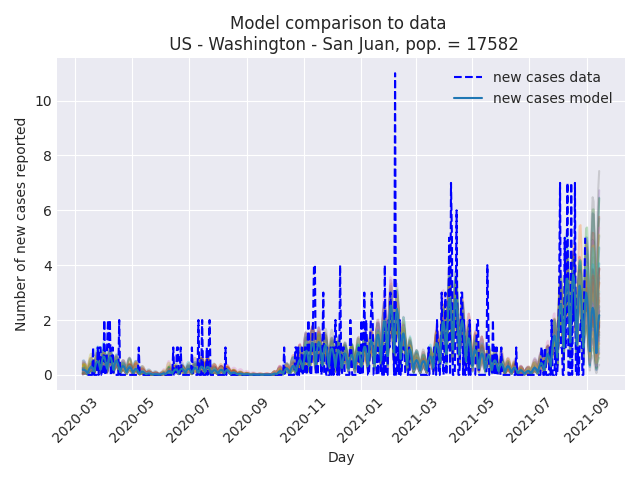 Model comparison to data
US - Washington - San Juan, pop. = 17582
new cases data
new cases model
Number of new cases reported
10
8
6
4
2
0
2020-03
2020-05
2020-07
2020-09
2020-11
2021-01
2021-03
2021-05
2021-07
2021-09
Day